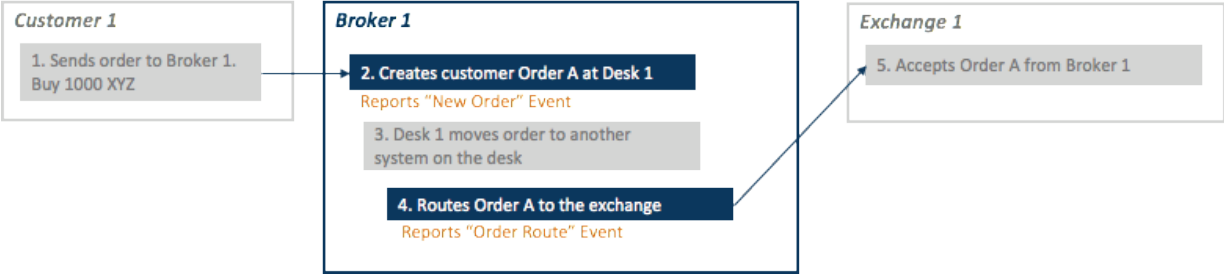 Customer 1
1. Sends order to Broker 1.
Buy 1000 XYZ
Broker 1
2. Creates customer Order A at Desk 1
Reports “New Order” Event
3. Desk 1 moves order to another
system on the desk
4. Routes Order A to the exchange
Reports “Order Route” Event
Exchange 1
5. Accepts Order A from Broker 1